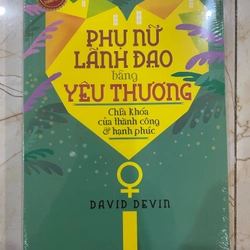 PHỤ NỮ
LÃNH ĐẠO
bằng
YÊU THƯƠNG
Chìa khóa
của thành công
& hạnh phúc
DAVID DEVIN